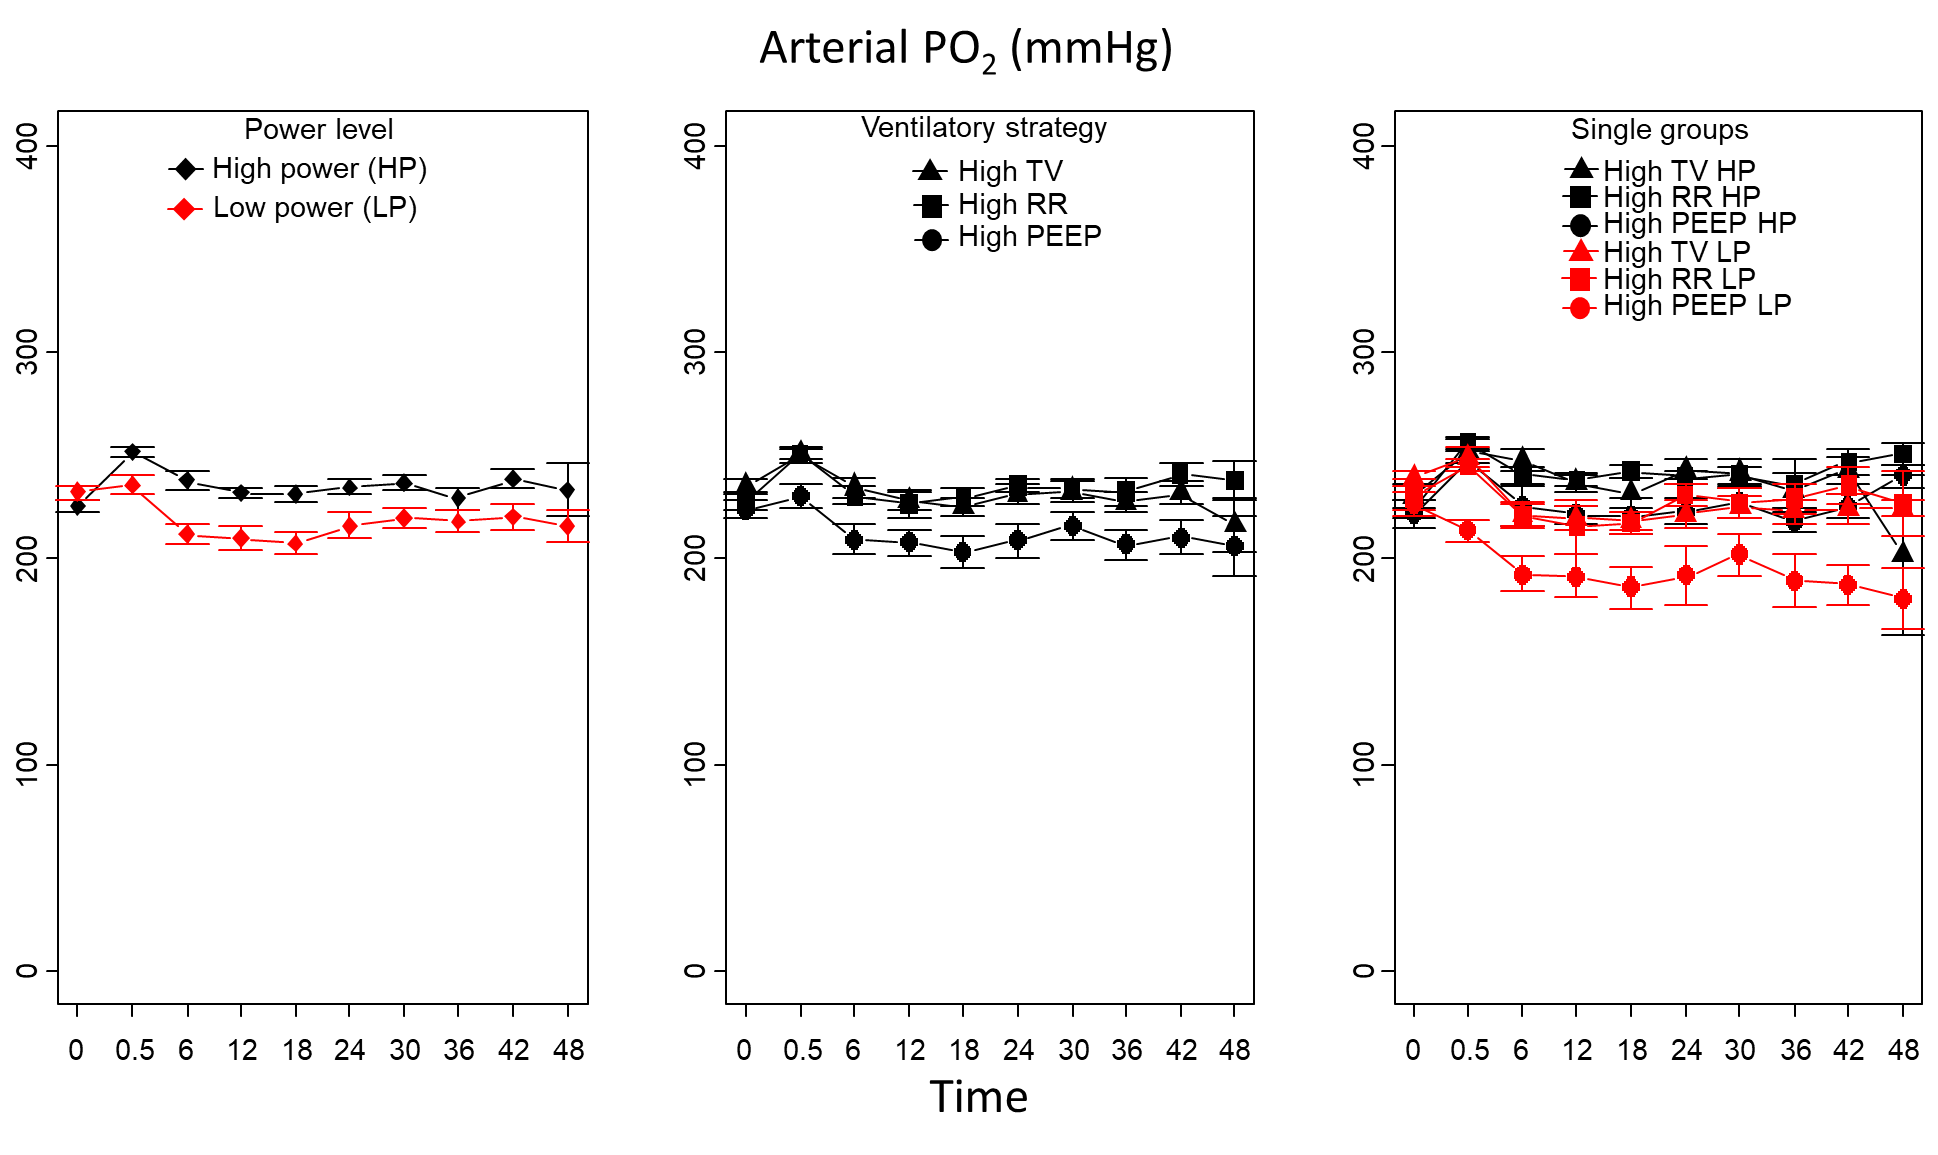 Arterial PO2 (mmHg)
Power level
High power (HP)
Low power (LP)
400
300
200
100
0
0 0.5 6 12 18 24 30 36 42 48
Ventilatory strategy
High TV
High RR
High PEEP
400
300
200
100
0
0 0.5 6 12 18 24 30 36 42 48
Single groups
High TV HP
High RR HP
High PEEP HP
High TV LP
High RR LP
High PEEP LP
400
300
200
100
0
0 0.5 6 12 18 24 30 36 42 48
Time